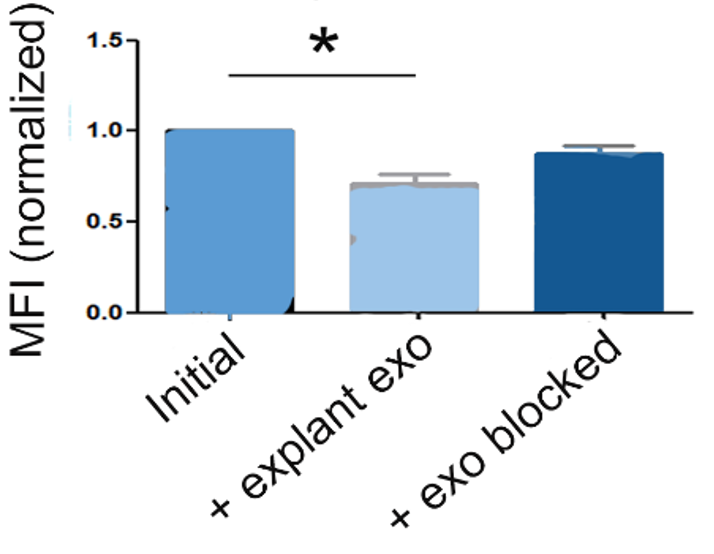 MFI (normalized)
1.5
1.0
0.5
0.0
*
Initial
+ explant exo
+ exo blocked